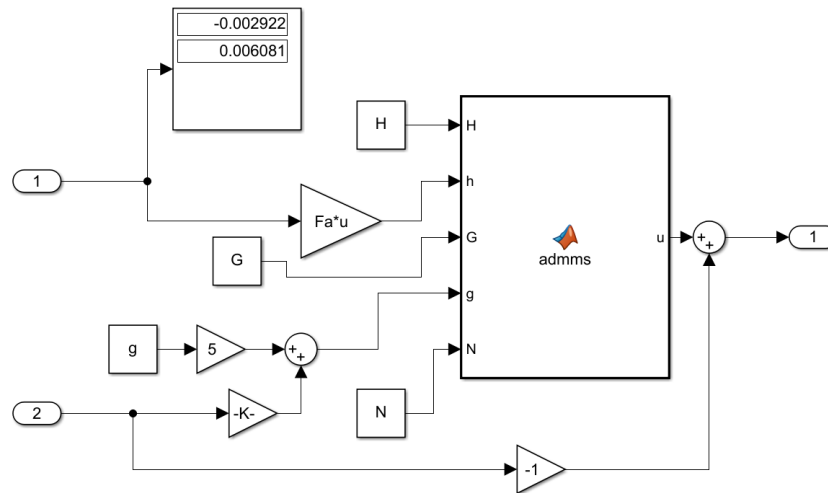 -0.002922
0.006081
H
H
1
h
Fa*u
G
G
u
+
+
1
admms
g
g
5
+
+
N
2
-K-
N
-1